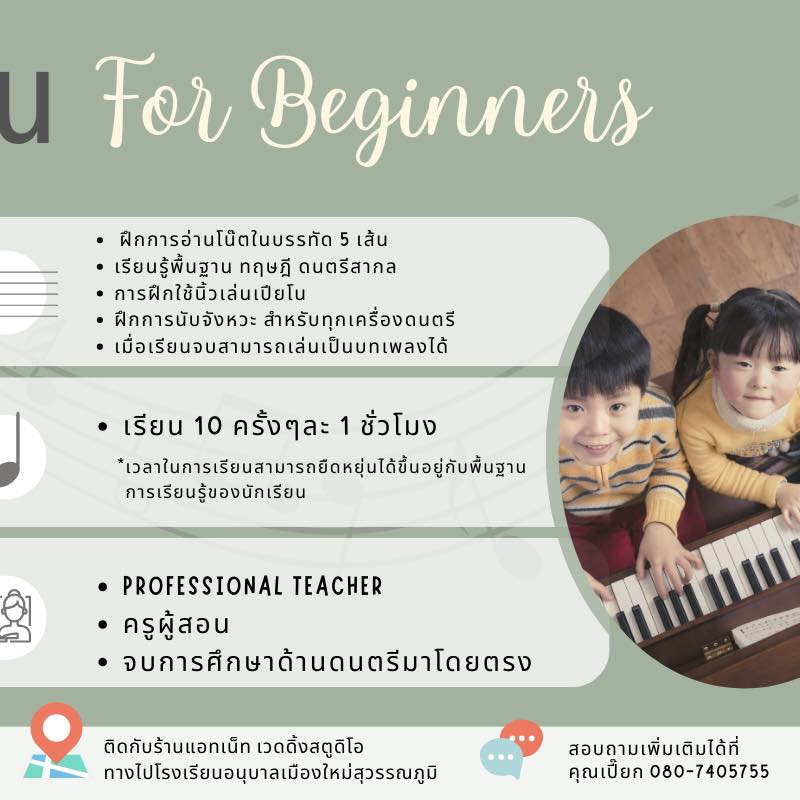 น For Beginners
ฝึกการอ่านโน๊ตในบรรทัด 5 เส้น
เรียนรู้พื้นฐาน ทฤษฎี ดนตรีสากล
การฝึกใช้นิ้วเล่นเปียโน
ฝึกการนับจังหวะ สำหรับทุกเครื่องดนตรี
เมื่อเรียนจบสามารถเล่นเป็นบทเพลงได้
เรียน 10 ครั้งๆละ 1 ชั่วโมง
*เวลาในการเรียนสามารถยืดหยุ่นได้ขึ้นอยู่กับพื้นฐาน
การเรียนรู้ของนักเรียน
PROFESSIONAL TEACHER
ครูผู้สอน
จบการศึกษาด้านดนตรีมาโดยตรง
ติดกับร้านแอทเน็ท เวดดิ้งสตูดิโอ
ทางไปโรงเรียนอนุบาลเมืองใหม่สุวรรณภูมิ
สอบถามเพิ่มเติมได้ที่
คุณเปี๊ยก 080-7405755